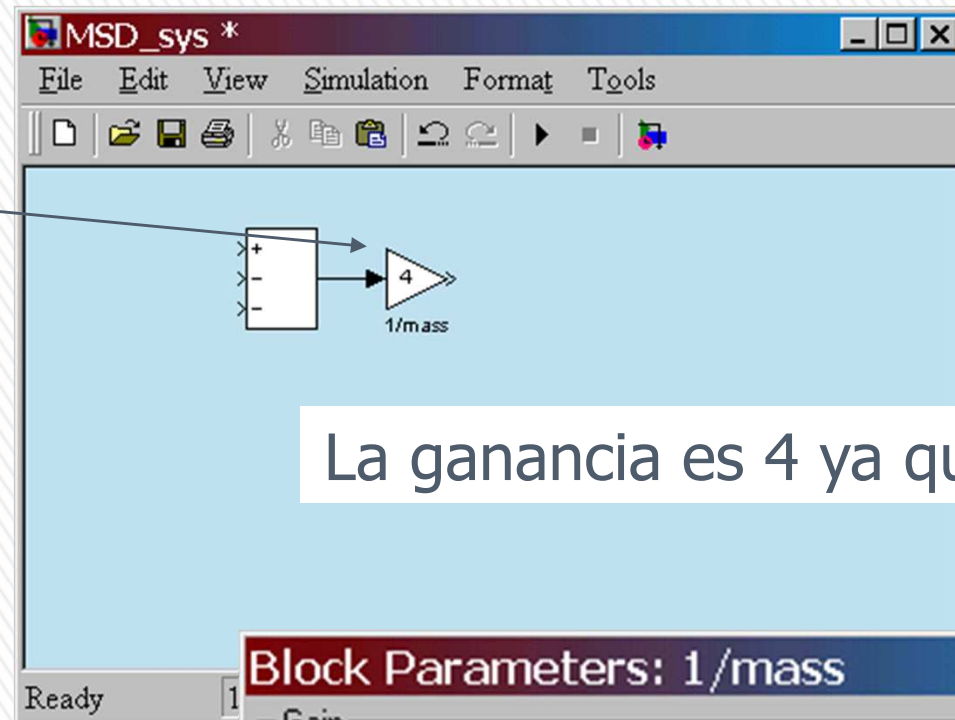 MSD_sys *
File Edit View Simulation Format Tools
+
-
-
4
1/mass
La ganancia es 4 ya
Block Parameters: 1/mass
Ready
Gain